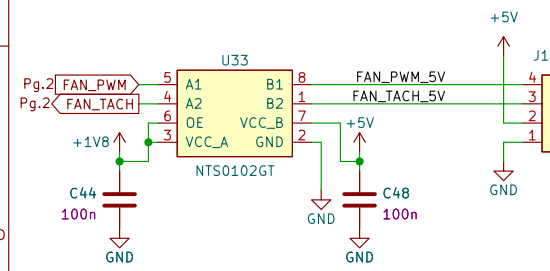 +5V
U33
J1
Pg.2 FAN_PWM 5 A1 B1 8 FAN_PWM_5V 4
Pg.2 FAN_TACH 4 A2 B2 1 FAN_TACH_5V 3
6 OE VCC_B 7 2
+1V8 3 VCC_A GND 2 +5V 1
NTS0102GT
C44 C48
100n 100n
GND GND
GND GND